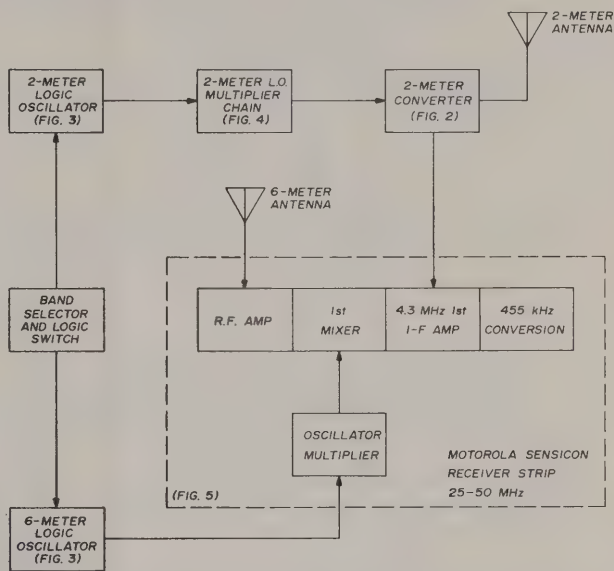 2-METER
ANTENNA
2-METER
LOGIC
OSCILLATOR
(FIG. 3)
2-METER L.O.
MULTIPLIER
CHAIN
(FIG. 4)
2-METER
CONVERTER
(FIG. 2)
6-METER
ANTENNA
BAND
SELECTOR
AND LOGIC
SWITCH
R.F. AMP
1st
MIXER
4.3 MHz 1st
I-F AMP
455 kHz
CONVERSION
OSCILLATOR
MULTIPLIER
MOTOROLA SENSICON
RECEIVER STRIP
25-50 MHz
(FIG. 5)
6-METER
LOGIC
OSCILLATOR
(FIG. 3)